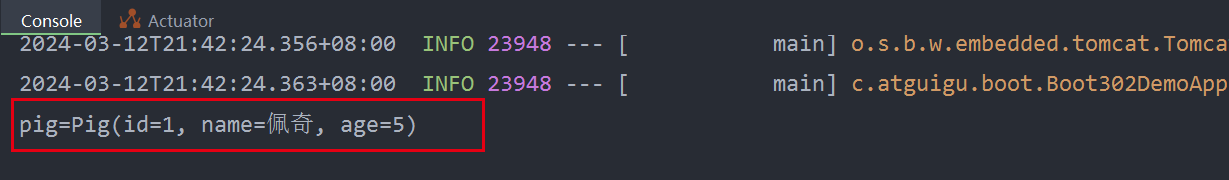 Console Actuator
2024-03-12T21:42:24.356+08:00 INFO 23948 --- [ main] o.s.b.w.embedded.tomcat.Tomca
2024-03-12T21:42:24.363+08:00 INFO 23948 --- [ main] c.atguigu.boot.Boot302DemoApp
pig=Pig(id=1, name=佩奇, age=5)